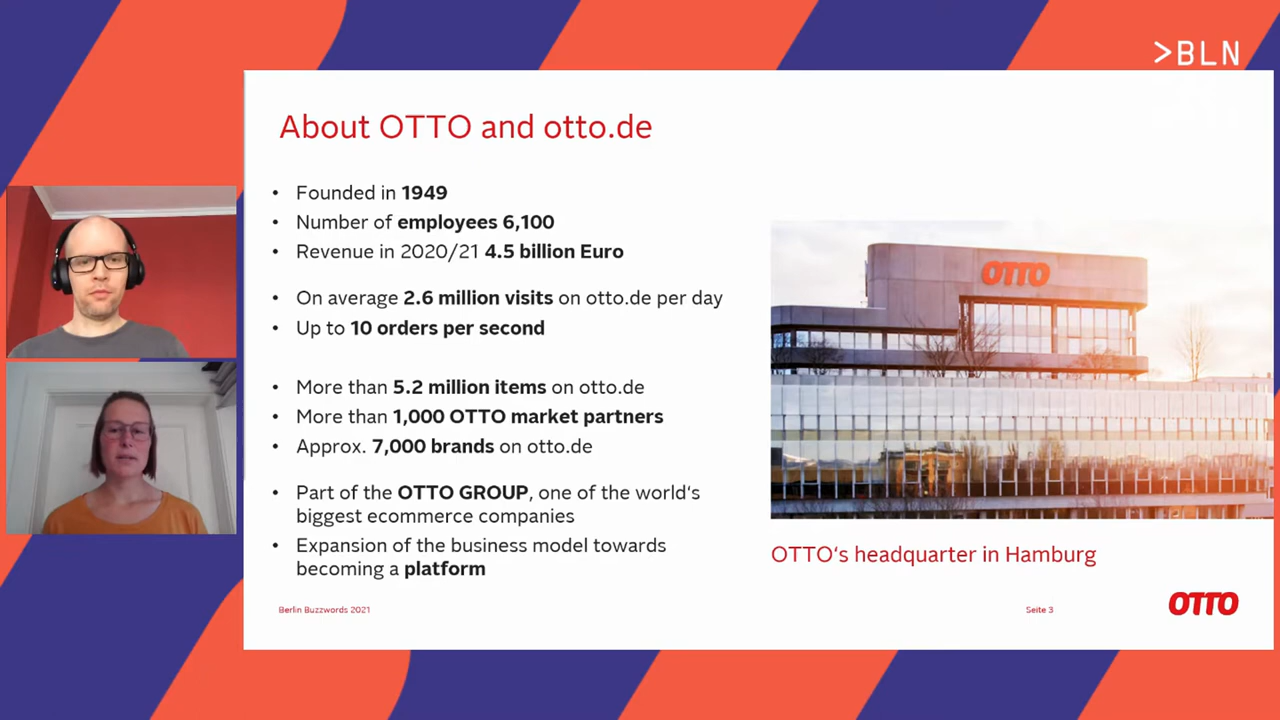 >BLN
About OTTO and otto.de
• Founded in 1949
• Number of employees 6,100
• Revenue in 2020/21 4.5 billion Euro
• On average 2.6 million visits on otto.de per day
• Up to 10 orders per second
• More than 5.2 million items on otto.de
• More than 1,000 OTTO market partners
• Approx. 7,000 brands on otto.de
• Part of the OTTO GROUP, one of the world‘s
biggest ecommerce companies
• Expansion of the business model towards
becoming a platform
OTTO
OTTO‘s headquarter in Hamburg
Berlin Buzzwords 2021
Seite 3
OTTO